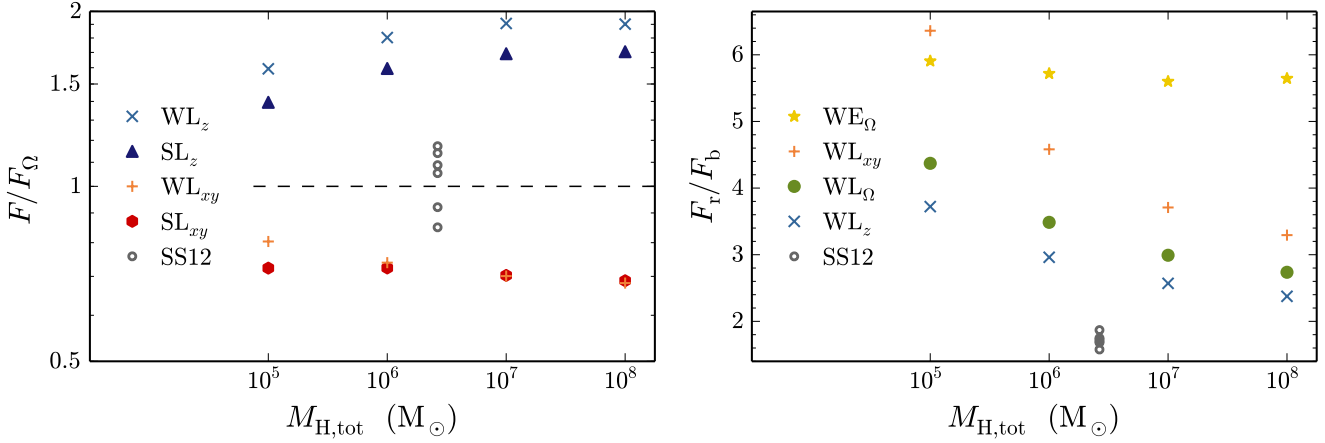 2
1.5
1
0.5
F/F_Ω
WL_z
SL_z
WL_xy
SL_xy
SS12
10^5 10^6 10^7 10^8
M_H,tot (M_⊙)
6
5
4
3
2
F_r/F_b
WE_Ω
WL_xy
WL_Ω
WL_z
SS12
10^5 10^6 10^7 10^8
M_H,tot (M_⊙)